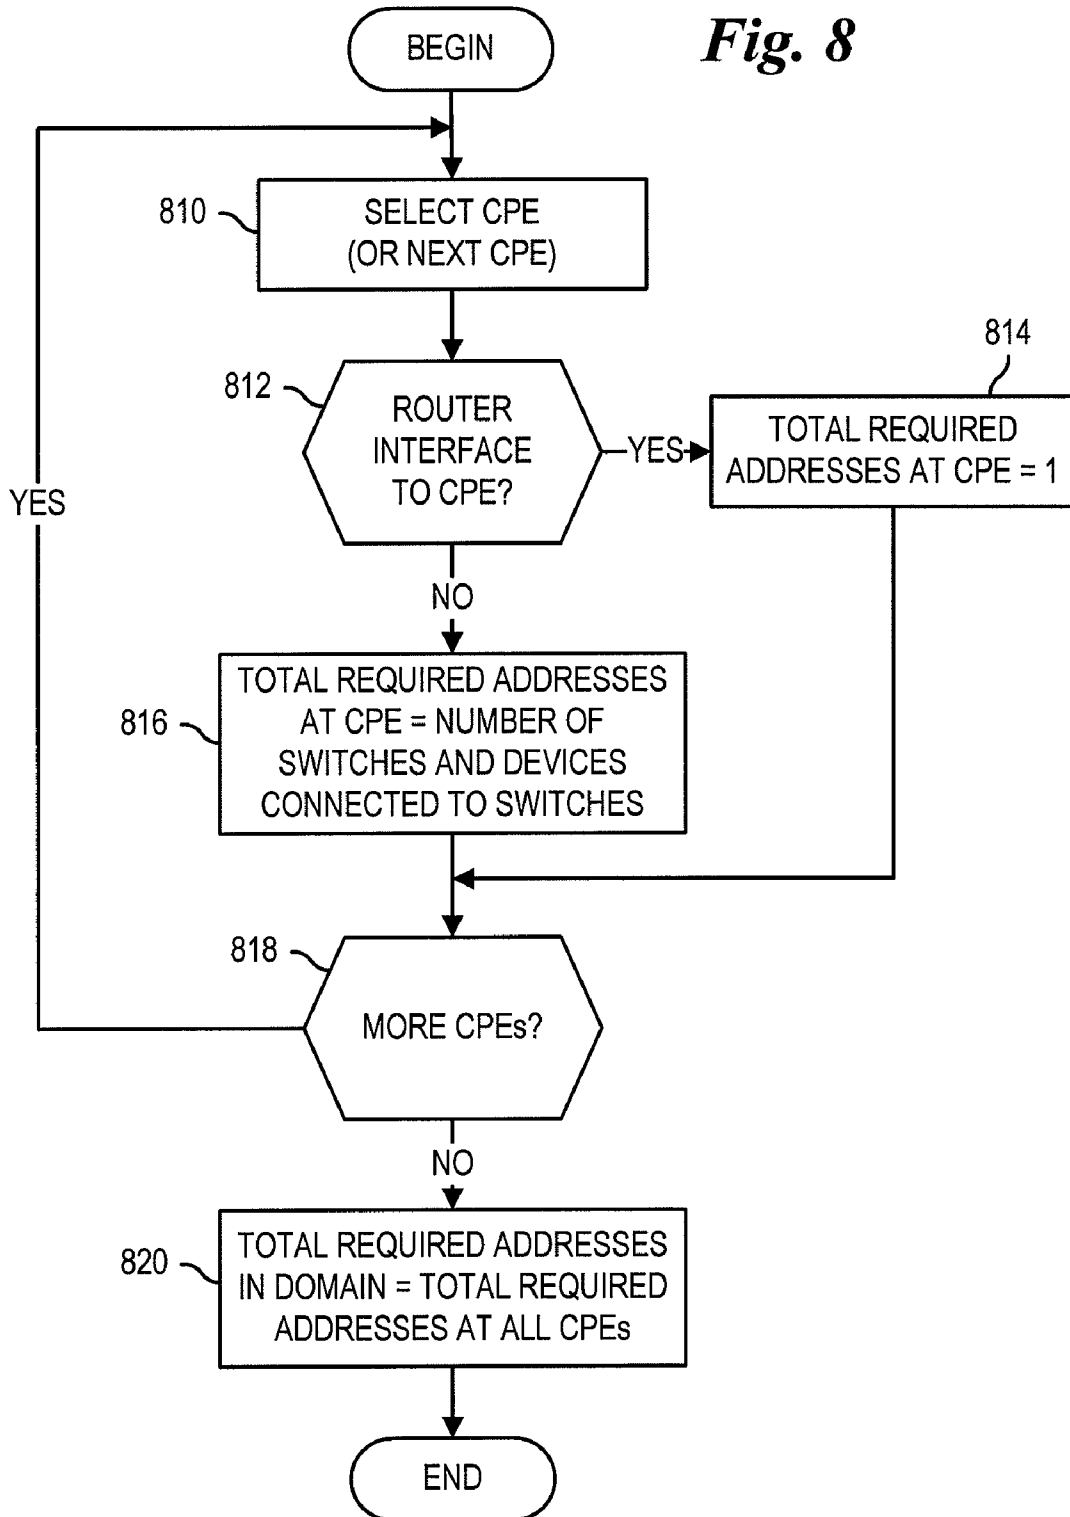 BEGIN
Fig. 8
810
SELECT CPE
(OR NEXT CPE)
812
ROUTER
INTERFACE
TO CPE?
YES
814
TOTAL REQUIRED
ADDRESSES AT CPE = 1
YES
NO
816
TOTAL REQUIRED ADDRESSES
AT CPE = NUMBER OF
SWITCHES AND DEVICES
CONNECTED TO SWITCHES
818
MORE CPEs?
NO
820
TOTAL REQUIRED ADDRESSES
IN DOMAIN = TOTAL REQUIRED
ADDRESSES AT ALL CPEs
END